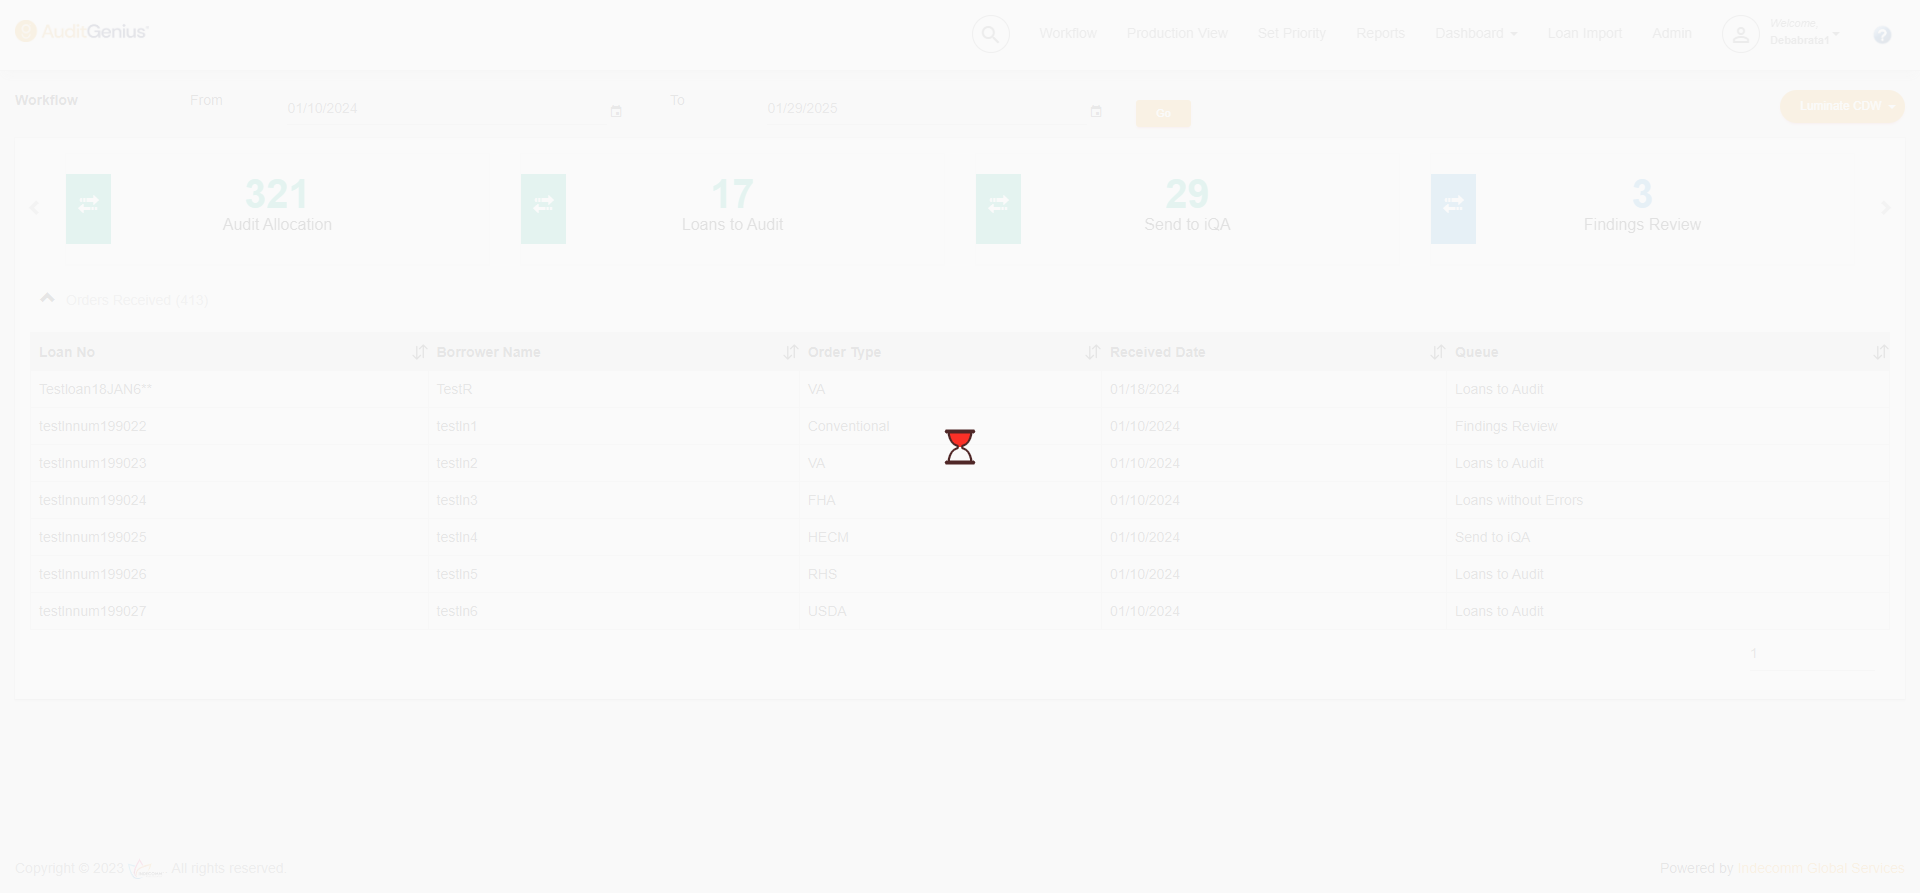 AuditGenius
Workflow
Production View
Set Priority
Reports
Dashboard
Loan Import
Admin
Welcome,
Debabrata1
Workflow
From
01/10/2024
To
01/29/2025
Go
321
Audit Allocation
17
Loans to Audit
29
Send to iQA
3
Findings Review
Orders Received (413)
Loan No Borrower Name Order Type Received Date Queue
Testloan18JAN6** TestR VA 01/18/2024 Loans to Audit
testlnnum199022 testln1 Conventional 01/10/2024 Findings Review
testlnnum199023 testln2 VA 01/10/2024 Loans to Audit
testlnnum199024 testln3 FHA 01/10/2024 Loans without Errors
testlnnum199025 testln4 HECM 01/10/2024 Send to iQA
testlnnum199026 testln5 RHS 01/10/2024 Loans to Audit
testlnnum199027 testln6 USDA 01/10/2024 Loans to Audit
1
Copyright © 2023 . All rights reserved.
Powered by Indecomm Global Services